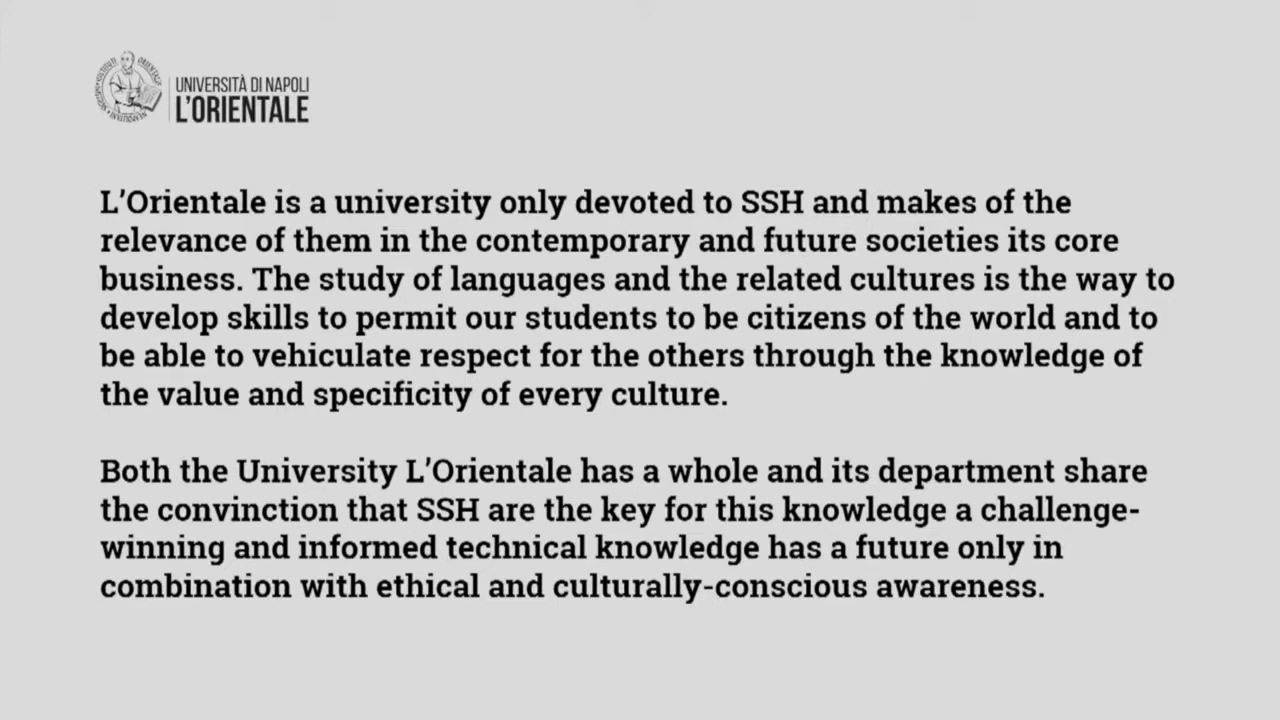 UNIVERSITÀ DI NAPOLI
L'ORIENTALE
L'Orientale is a university only devoted to SSH and makes of the
relevance of them in the contemporary and future societies its core
business. The study of languages and the related cultures is the way to
develop skills to permit our students to be citizens of the world and to
be able to vehiculate respect for the others through the knowledge of
the value and specificity of every culture.
Both the University L'Orientale has a whole and its department share
the convinction that SSH are the key for this knowledge a challenge-
winning and informed technical knowledge has a future only in
combination with ethical and culturally-conscious awareness.